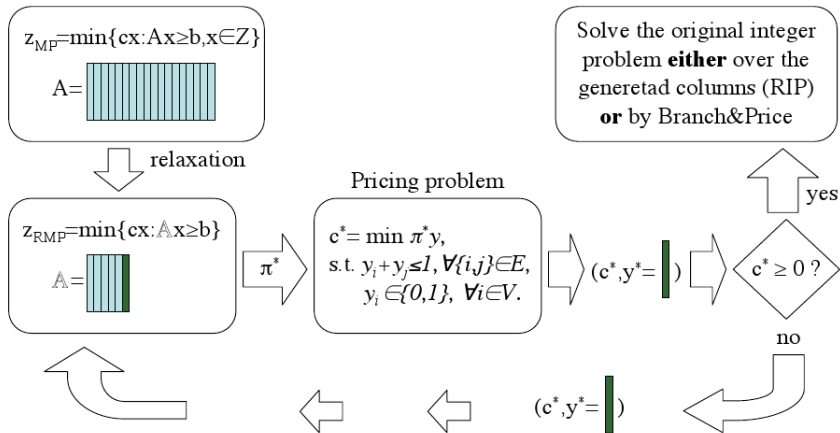 z_MP=min{cx:Ax≥b,x∈Z}
A=
relaxation
z_RMP=min{cx:𝔸x≥b}
𝔸=
π*
Pricing problem
c*= min π*y,
s.t. y_i+y_j≤1,∀{i,j}∈E,
y_i∈{0,1}, ∀i∈V.
(c*,y*= )
c* ≥ 0 ?
yes
Solve the original integer
problem either over the
generetad columns (RIP)
or by Branch&Price
no
(c*,y*= )